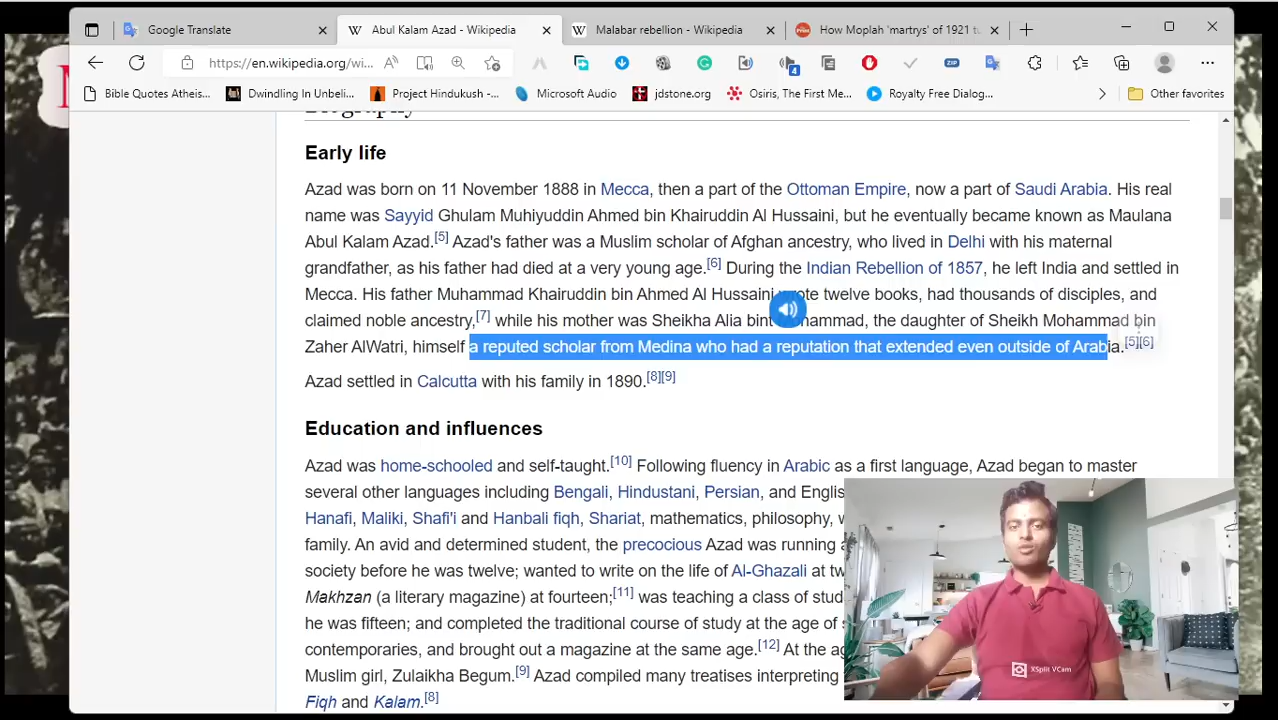 Google Translate
Abul Kalam Azad - Wikipedia
Malabar rebellion - Wikipedia
How Moplah 'martrys' of 1921 tu
https://en.wikipedia.org/wi...
4
ZIP
Bible Quotes Atheis...
Dwindling In Unbeli...
Project Hindukush -...
Microsoft Audio
jdstone.org
Osiris, The First Me...
Royalty Free Dialog...
Other favorites
Biography
Early life
Azad was born on 11 November 1888 in Mecca, then a part of the Ottoman Empire, now a part of Saudi Arabia. His real
name was Sayyid Ghulam Muhiyuddin Ahmed bin Khairuddin Al Hussaini, but he eventually became known as Maulana
Abul Kalam Azad.[5] Azad's father was a Muslim scholar of Afghan ancestry, who lived in Delhi with his maternal
grandfather, as his father had died at a very young age.[6] During the Indian Rebellion of 1857, he left India and settled in
Mecca. His father Muhammad Khairuddin bin Ahmed Al Hussaini wrote twelve books, had thousands of disciples, and
claimed noble ancestry,[7] while his mother was Sheikha Alia bint Mohammad, the daughter of Sheikh Mohammad bin
Zaher AlWatri, himself a reputed scholar from Medina who had a reputation that extended even outside of Arabia.[5][6]
Azad settled in Calcutta with his family in 1890.[8][9]
Education and influences
Azad was home-schooled and self-taught.[10] Following fluency in Arabic as a first language, Azad began to master
several other languages including Bengali, Hindustani, Persian, and Englis
Hanafi, Maliki, Shafi'i and Hanbali fiqh, Shariat, mathematics, philosophy, w
family. An avid and determined student, the precocious Azad was running a
society before he was twelve; wanted to write on the life of Al-Ghazali at tw
Makhzan (a literary magazine) at fourteen;[11] was teaching a class of stud
he was fifteen; and completed the traditional course of study at the age of s
contemporaries, and brought out a magazine at the same age.[12] At the ag
Muslim girl, Zulaikha Begum.[9] Azad compiled many treatises interpreting
Fiqh and Kalam.[8]
XSplit VCam